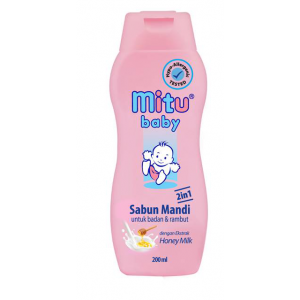 Hypo-Allergenic
TESTED
mitu®
baby
2in1
Sabun Mandi
untuk badan & rambut
dengan Ekstrak
Honey Milk
200ml